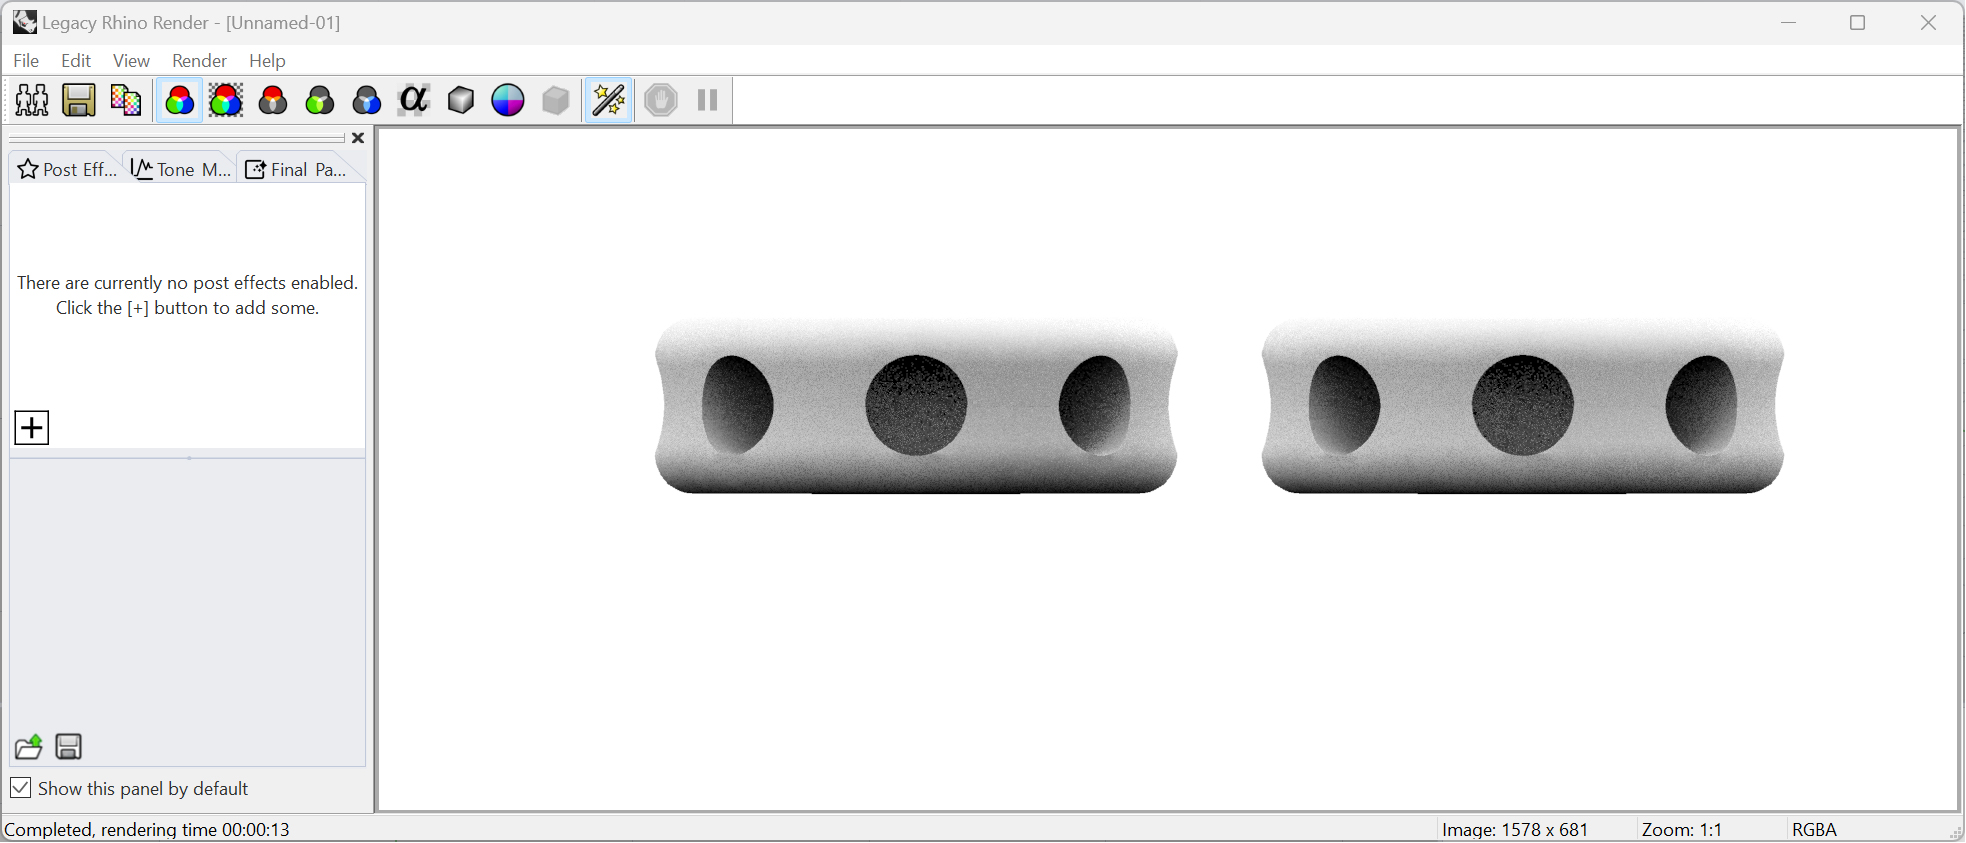 Legacy Rhino Render - [Unnamed-01]
File Edit View Render Help
α
Post Eff... Tone M... Final Pa...
There are currently no post effects enabled.
Click the [+] button to add some.
Show this panel by default
Completed, rendering time 00:00:13
Image: 1578 x 681
Zoom: 1:1
RGBA